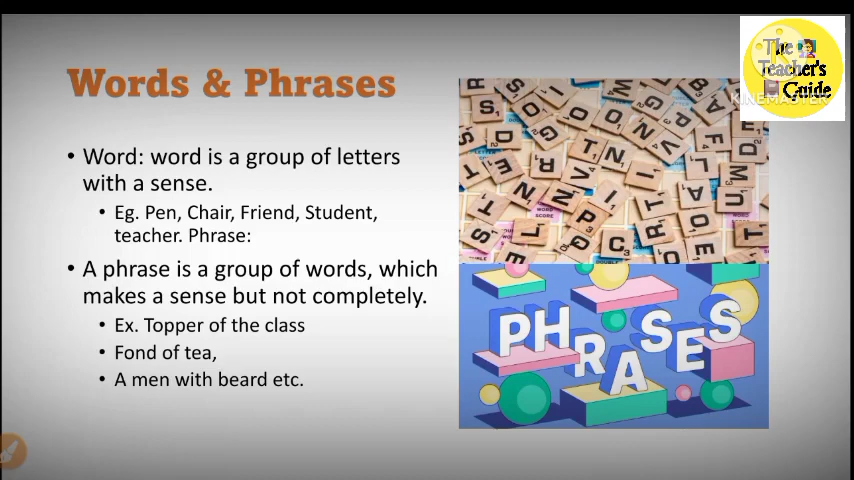 Words & Phrases
• Word: word is a group of letters
with a sense.
• Eg. Pen, Chair, Friend, Student,
teacher. Phrase:
• A phrase is a group of words, which
makes a sense but not completely.
• Ex. Topper of the class
• Fond of tea,
• A men with beard etc.
PHRASES
The
Teacher's
Guide
KINEMASTER